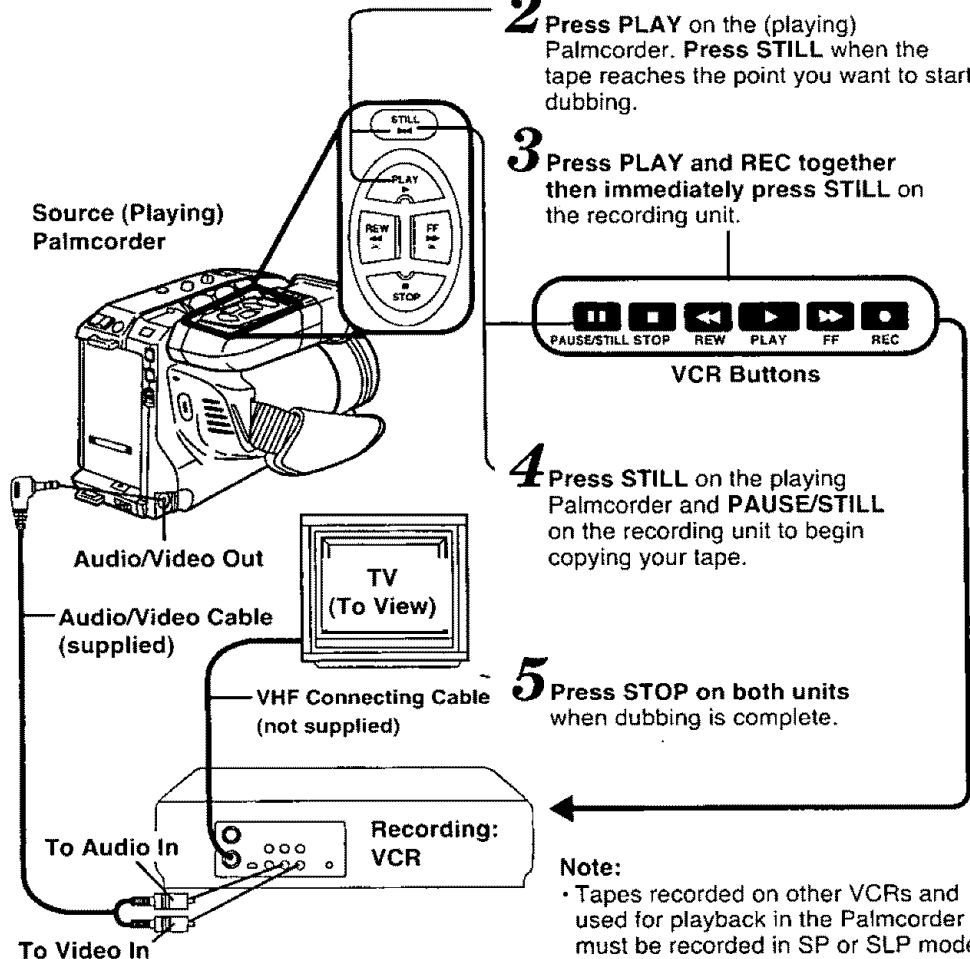 2 Press PLAY on the (playing)
Palmcorder. Press STILL when the
tape reaches the point you want to start
dubbing.
3 Press PLAY and REC together
then immediately press STILL on
the recording unit.
STILL
PLAY
REW
FF
STOP
Source (Playing)
Palmcorder
PAUSE/STILL STOP REW PLAY FF REC
VCR Buttons
4 Press STILL on the playing
Palmcorder and PAUSE/STILL
on the recording unit to begin
copying your tape.
Audio/Video Out
Audio/Video Cable
(supplied)
TV
(To View)
VHF Connecting Cable
(not supplied)
5 Press STOP on both units
when dubbing is complete.
Recording:
VCR
To Audio In
To Video In
Note:
· Tapes recorded on other VCRs and
used for playback in the Palmcorder
must be recorded in SP or SLP mode